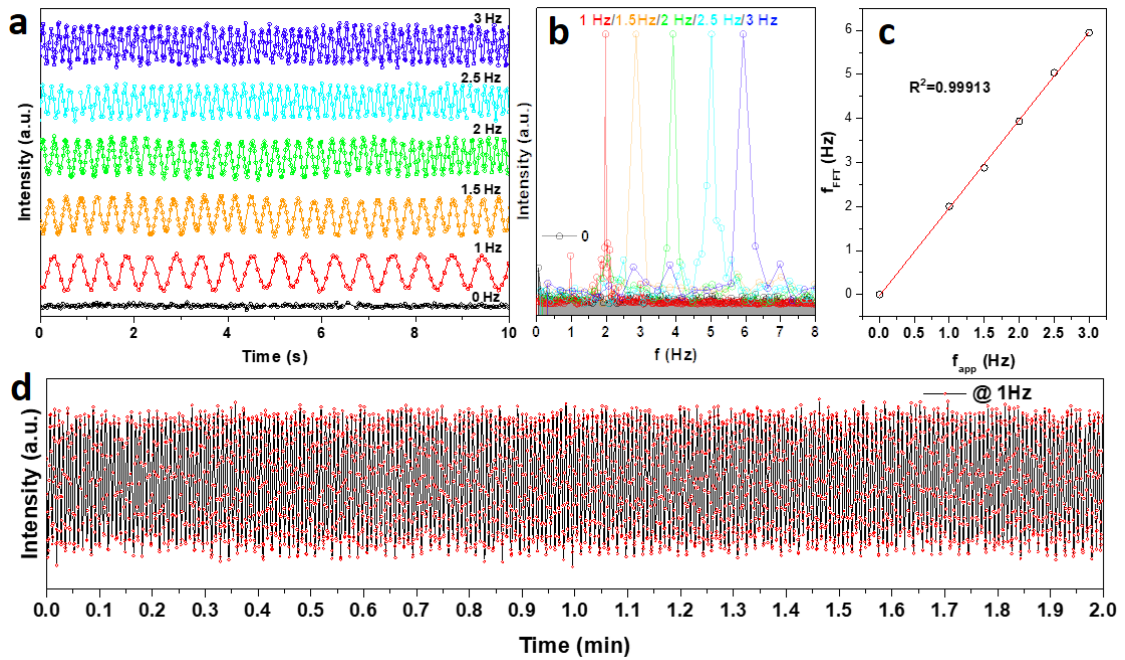 a
3 Hz
2.5 Hz
2 Hz
1.5 Hz
1 Hz
0 Hz
Intensity (a.u.)
0 2 4 6 8 10
Time (s)
b
1 Hz/1.5Hz/2 Hz/2.5 Hz/3 Hz
0
Intensity (a.u.)
0 1 2 3 4 5 6 7 8
f (Hz)
c
R²=0.99913
f_FFT (Hz)
6
5
4
3
2
1
0
0.0 0.5 1.0 1.5 2.0 2.5 3.0
f_app (Hz)
d
@ 1Hz
Intensity (a.u.)
0.0 0.1 0.2 0.3 0.4 0.5 0.6 0.7 0.8 0.9 1.0 1.1 1.2 1.3 1.4 1.5 1.6 1.7 1.8 1.9 2.0
Time (min)